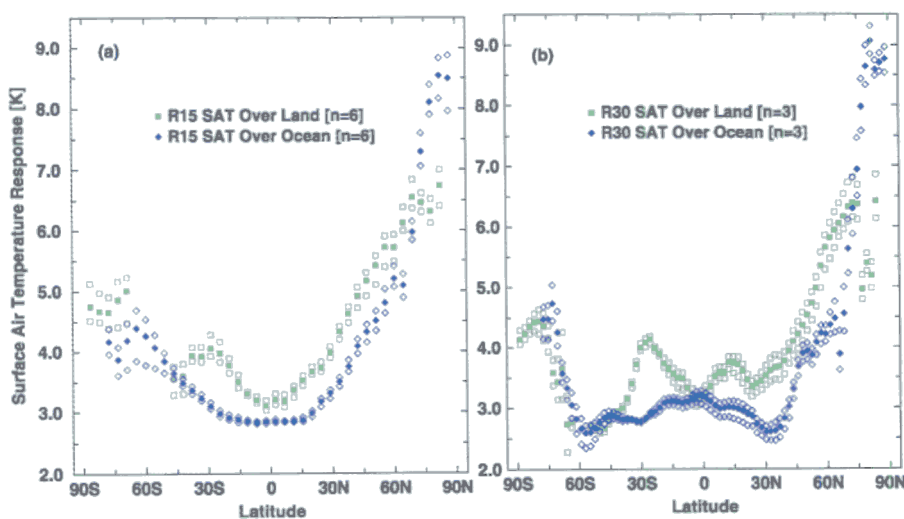 Surface Air Temperature Response [K]
(a)
R15 SAT Over Land [n=6]
R15 SAT Over Ocean [n=6]
9.0
8.0
7.0
6.0
5.0
4.0
3.0
2.0
90S 60S 30S 0 30N 60N 90N
Latitude
(b)
R30 SAT Over Land [n=3]
R30 SAT Over Ocean [n=3]
9.0
8.0
7.0
6.0
5.0
4.0
3.0
2.0
90S 60S 30S 0 30N 60N 90N
Latitude